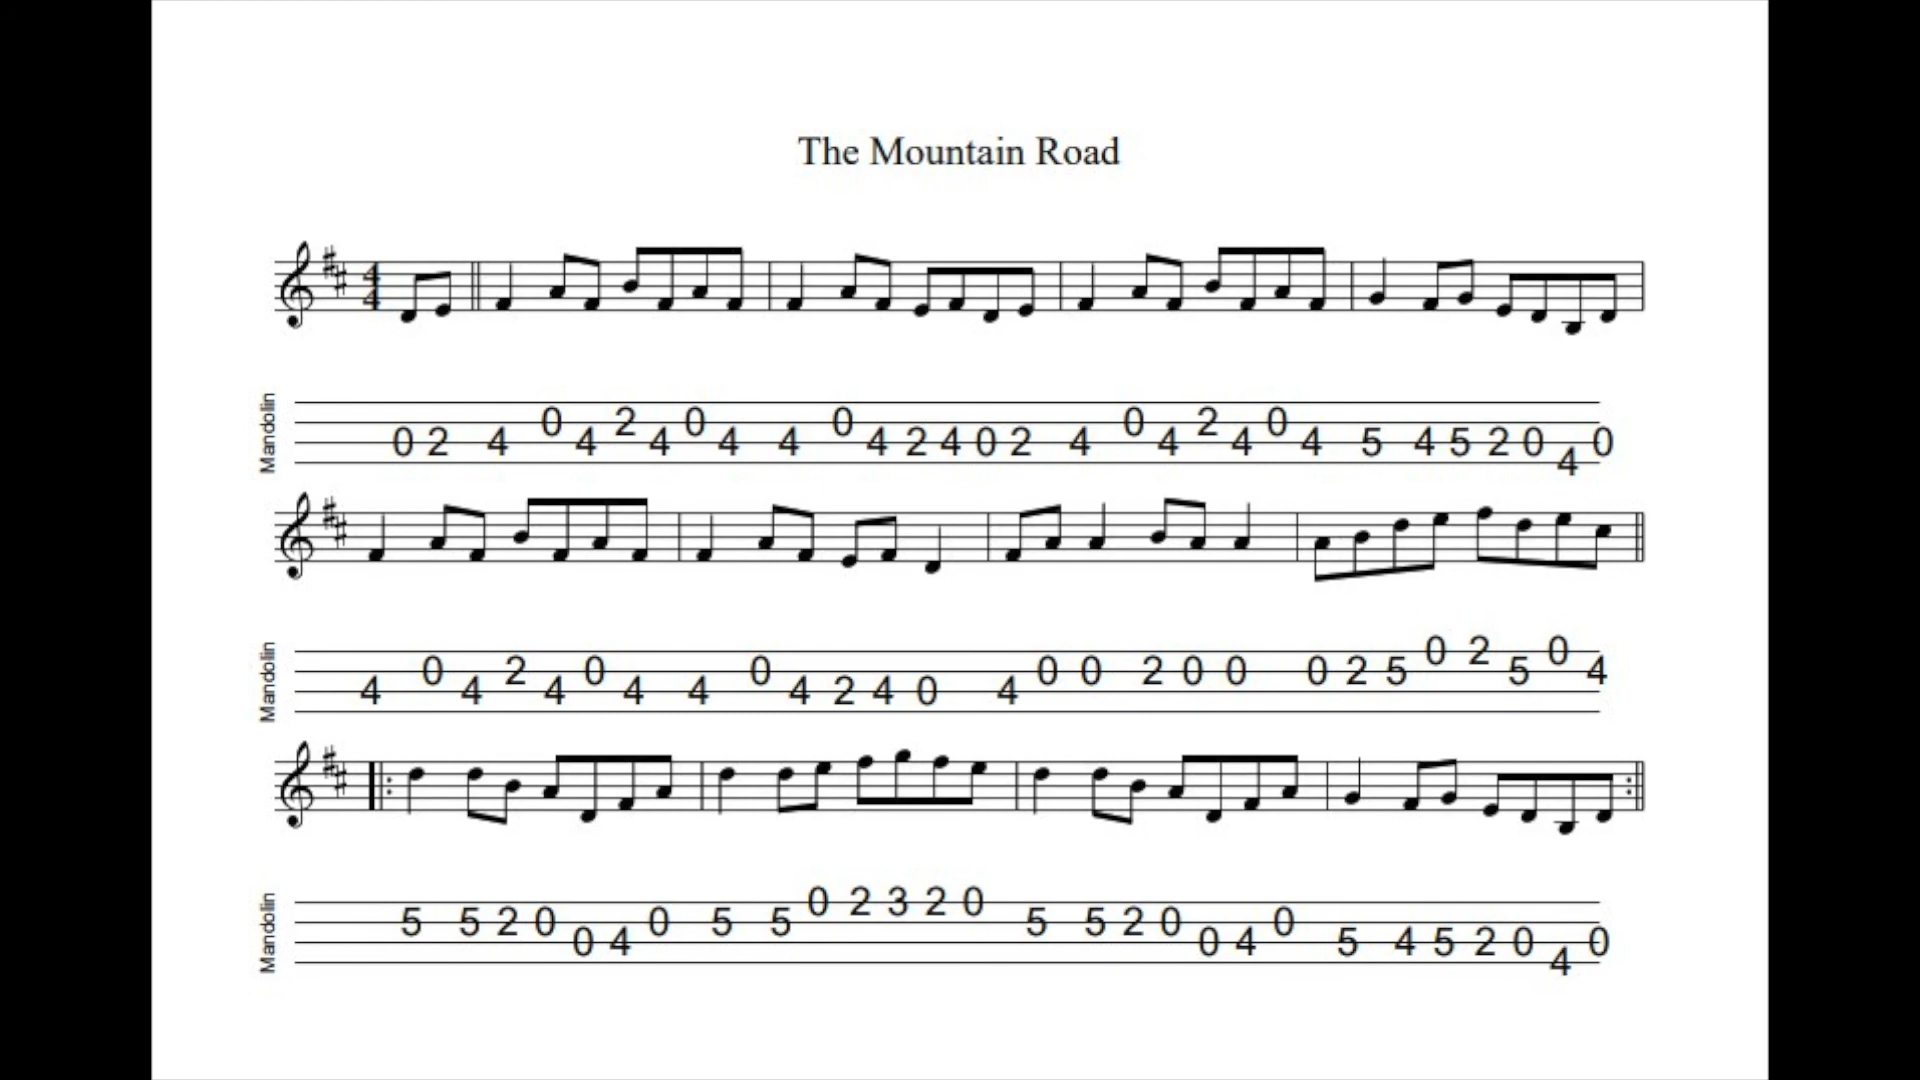 The Mountain Road
4
4
Mandolin
0 2 4 0 4 2 4 0 4 4 0 4 2 4 0 2 4 0 4 2 4 0 4 5 4 5 2 0 4 0
Mandolin
4 0 4 2 4 0 4 4 0 4 2 4 0 4 0 0 2 0 0 0 2 5 0 2 5 0 4
Mandolin
5 5 2 0 0 4 0 5 5 0 2 3 2 0 5 5 2 0 0 4 0 5 4 5 2 0 4 0